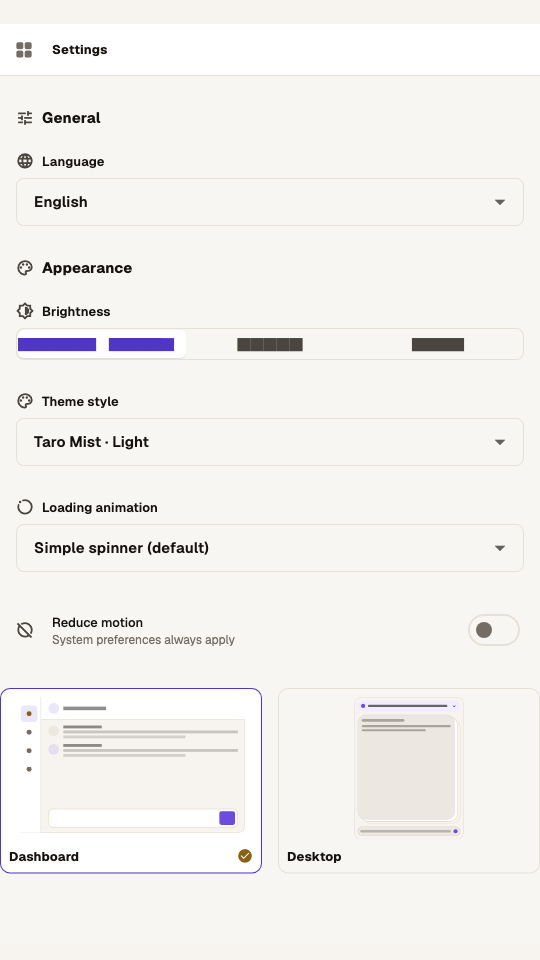 Settings
General
Language
English
Appearance
Brightness
Theme style
Taro Mist · Light
Loading animation
Simple spinner (default)
Reduce motion
System preferences always apply
Dashboard
Desktop